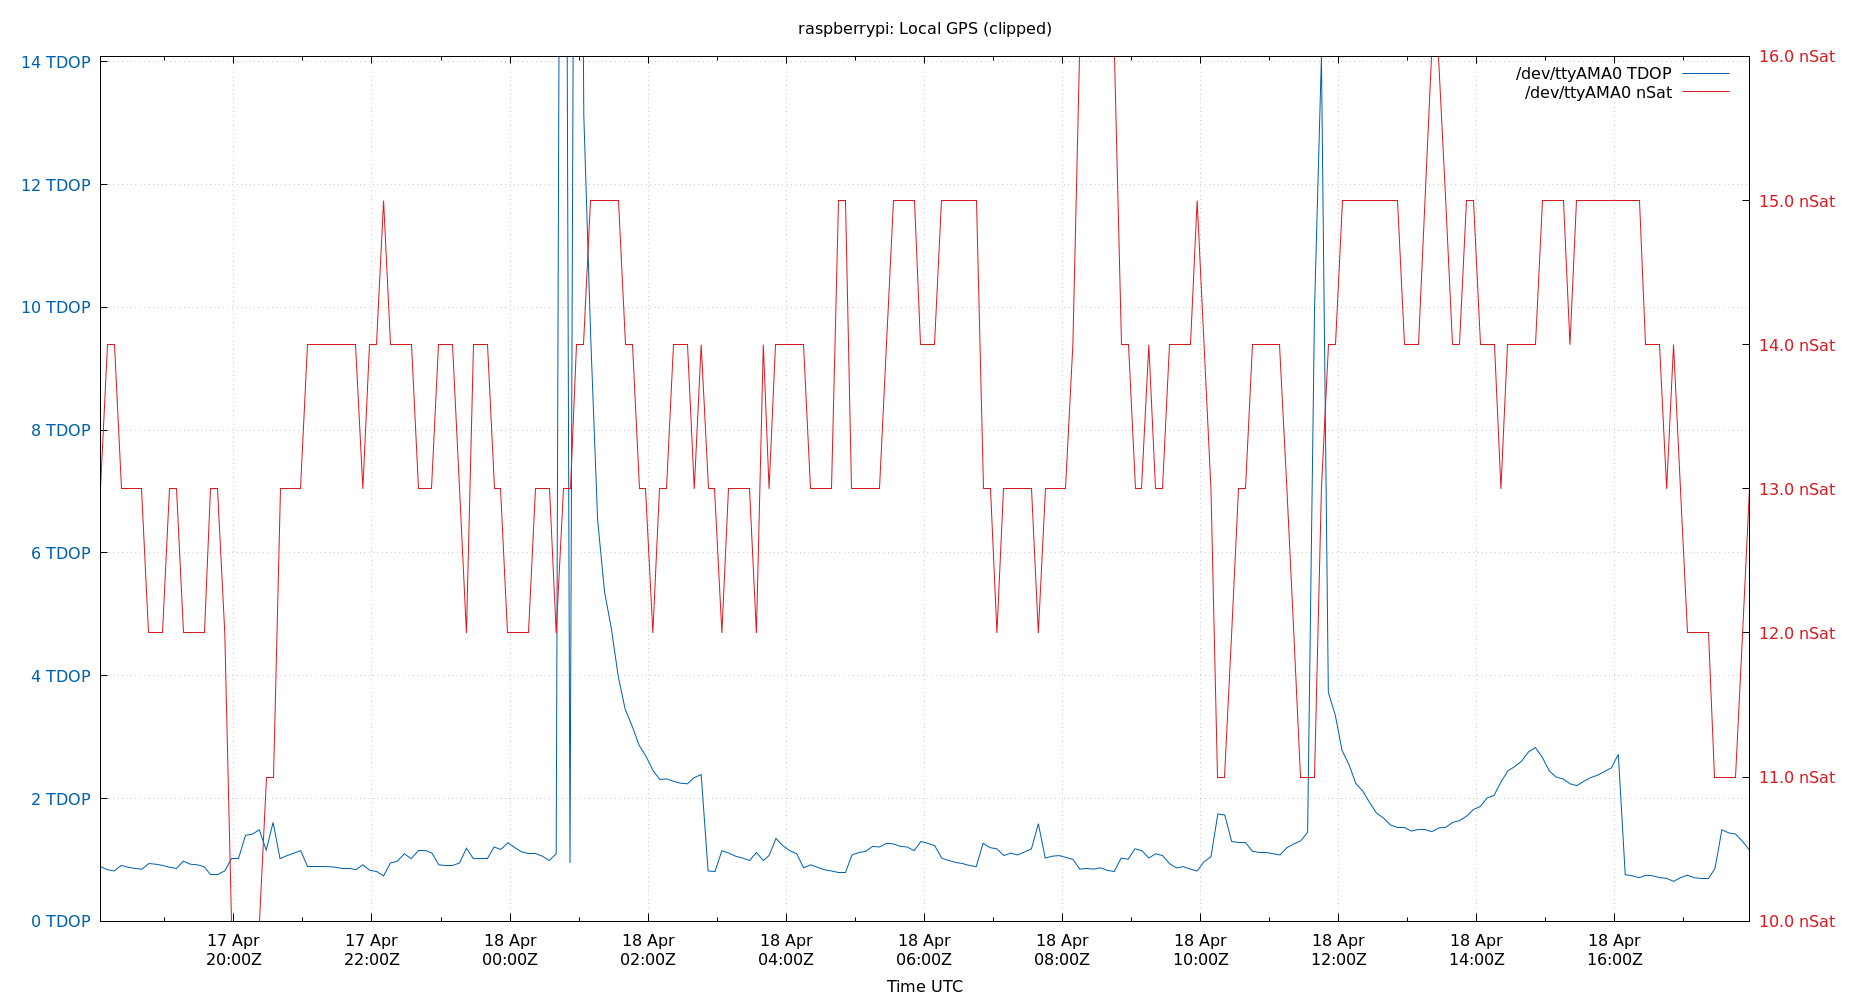 raspberrypi: Local GPS (clipped)
14 TDOP
12 TDOP
10 TDOP
8 TDOP
6 TDOP
4 TDOP
2 TDOP
0 TDOP
/dev/ttyAMA0 TDOP
/dev/ttyAMA0 nSat
16.0 nSat
15.0 nSat
14.0 nSat
13.0 nSat
12.0 nSat
11.0 nSat
10.0 nSat
17 Apr 17 Apr 18 Apr 18 Apr 18 Apr 18 Apr 18 Apr 18 Apr 18 Apr 18 Apr 18 Apr
20:00Z 22:00Z 00:00Z 02:00Z 04:00Z 06:00Z 08:00Z 10:00Z 12:00Z 14:00Z 16:00Z
Time UTC